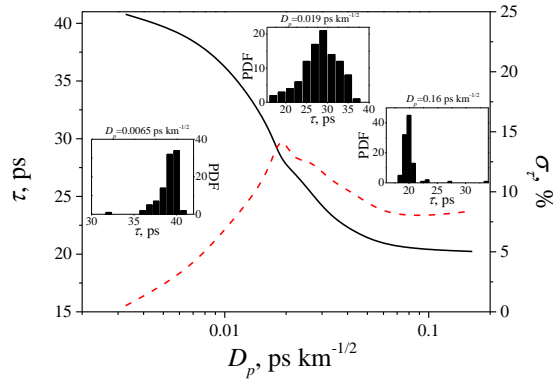 D_p=0.019 ps km^-1/2
20
10
0
PDF
20 25 30 35
τ, ps
D_p=0.16 ps km^-1/2
40
20
0
PDF
20 25 30
τ, ps
D_p=0.0065 ps km^-1/2
40
20
0
PDF
30 35 40
τ, ps
40
35
30
25
20
15
τ, ps
25
20
15
10
5
0
σ_τ, %
0.01 0.1
D_p, ps km^-1/2